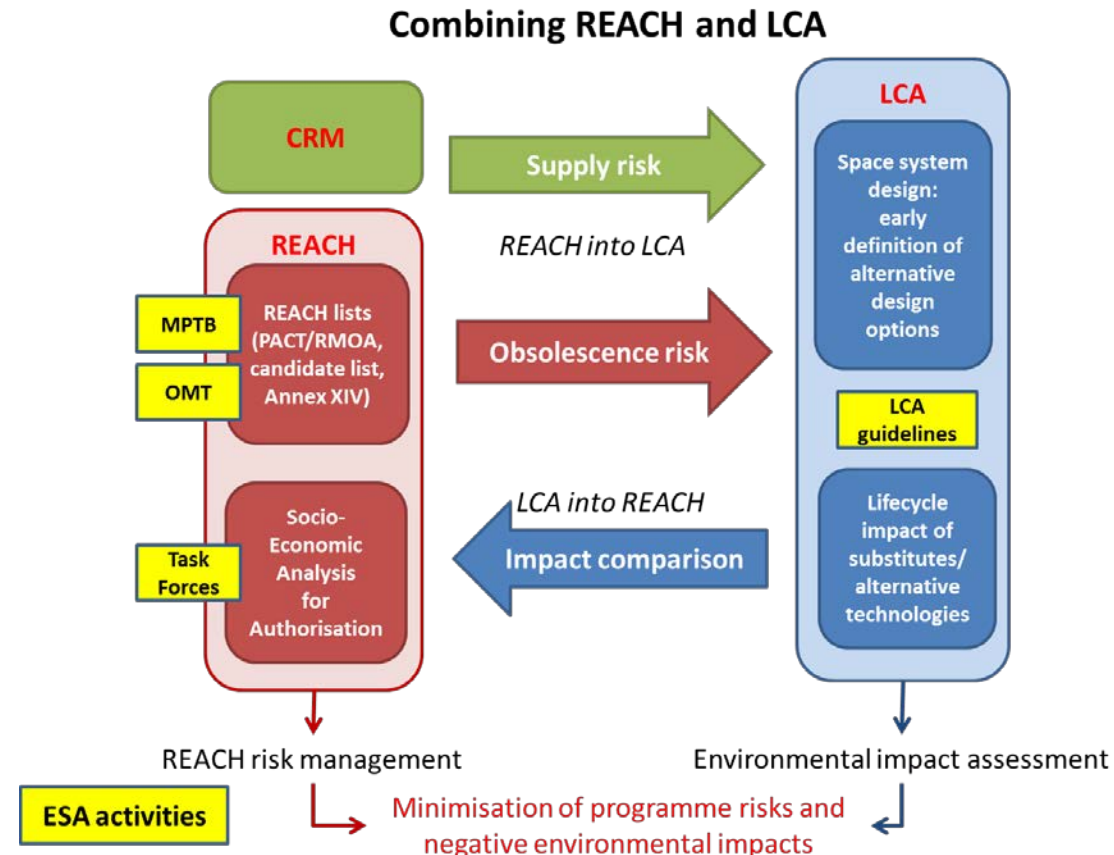 Combining REACH and LCA
CRM
Supply risk
REACH into LCA
REACH
MPTB
OMT
REACH lists
(PACT/RMOA,
candidate list,
Annex XIV)
Obsolescence risk
LCA
Space system
design:
early
definition of
alternative
design
options
LCA
guidelines
LCA into REACH
Impact comparison
Task
Forces
Socio-
Economic
Analysis
for
Authorisation
Lifecycle
impact of
substitutes/
alternative
technologies
REACH risk management
Environmental impact assessment
ESA activities
Minimisation of programme risks and
negative environmental impacts